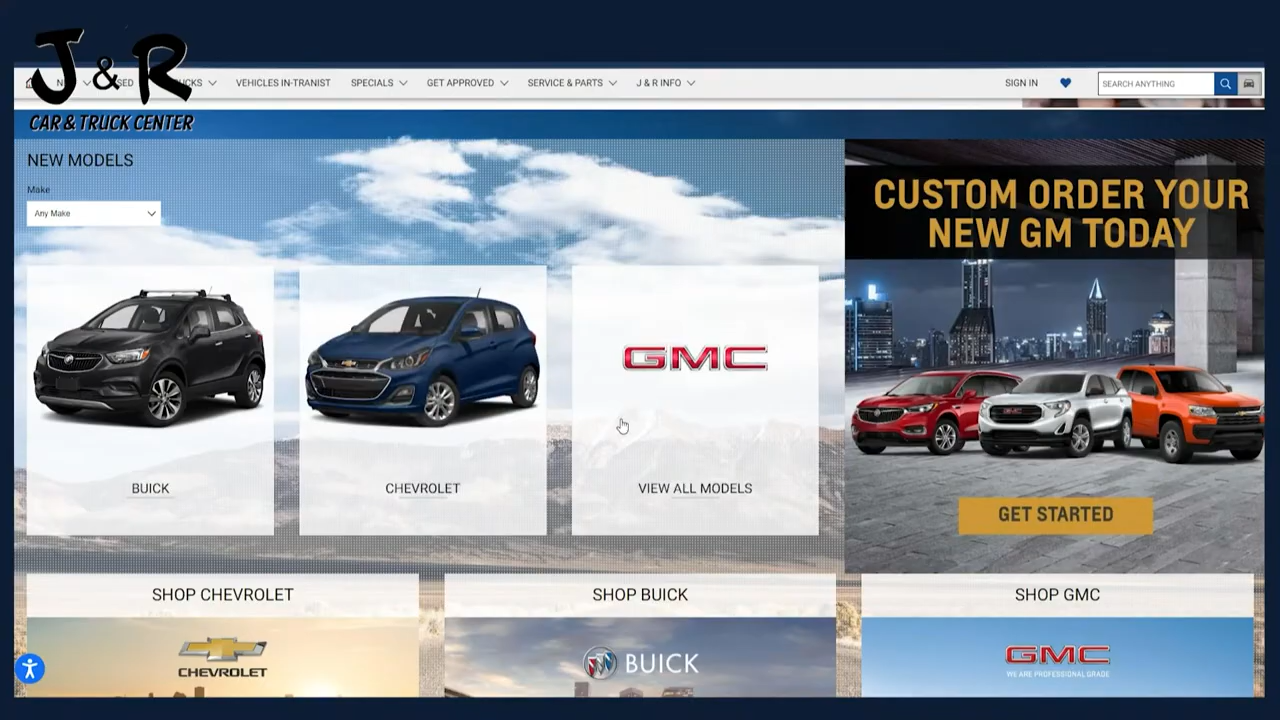 J & R
CAR & TRUCK CENTER
VEHICLES IN-TRANIST
SPECIALS
GET APPROVED
SERVICE & PARTS
J & R INFO
SIGN IN
SEARCH ANYTHING
NEW MODELS
Make
Any Make
BUICK
CHEVROLET
GMC
VIEW ALL MODELS
CUSTOM ORDER YOUR
NEW GM TODAY
GET STARTED
SHOP CHEVROLET
SHOP BUICK
SHOP GMC
CHEVROLET
BUICK
GMC
WE ARE PROFESSIONAL GRADE